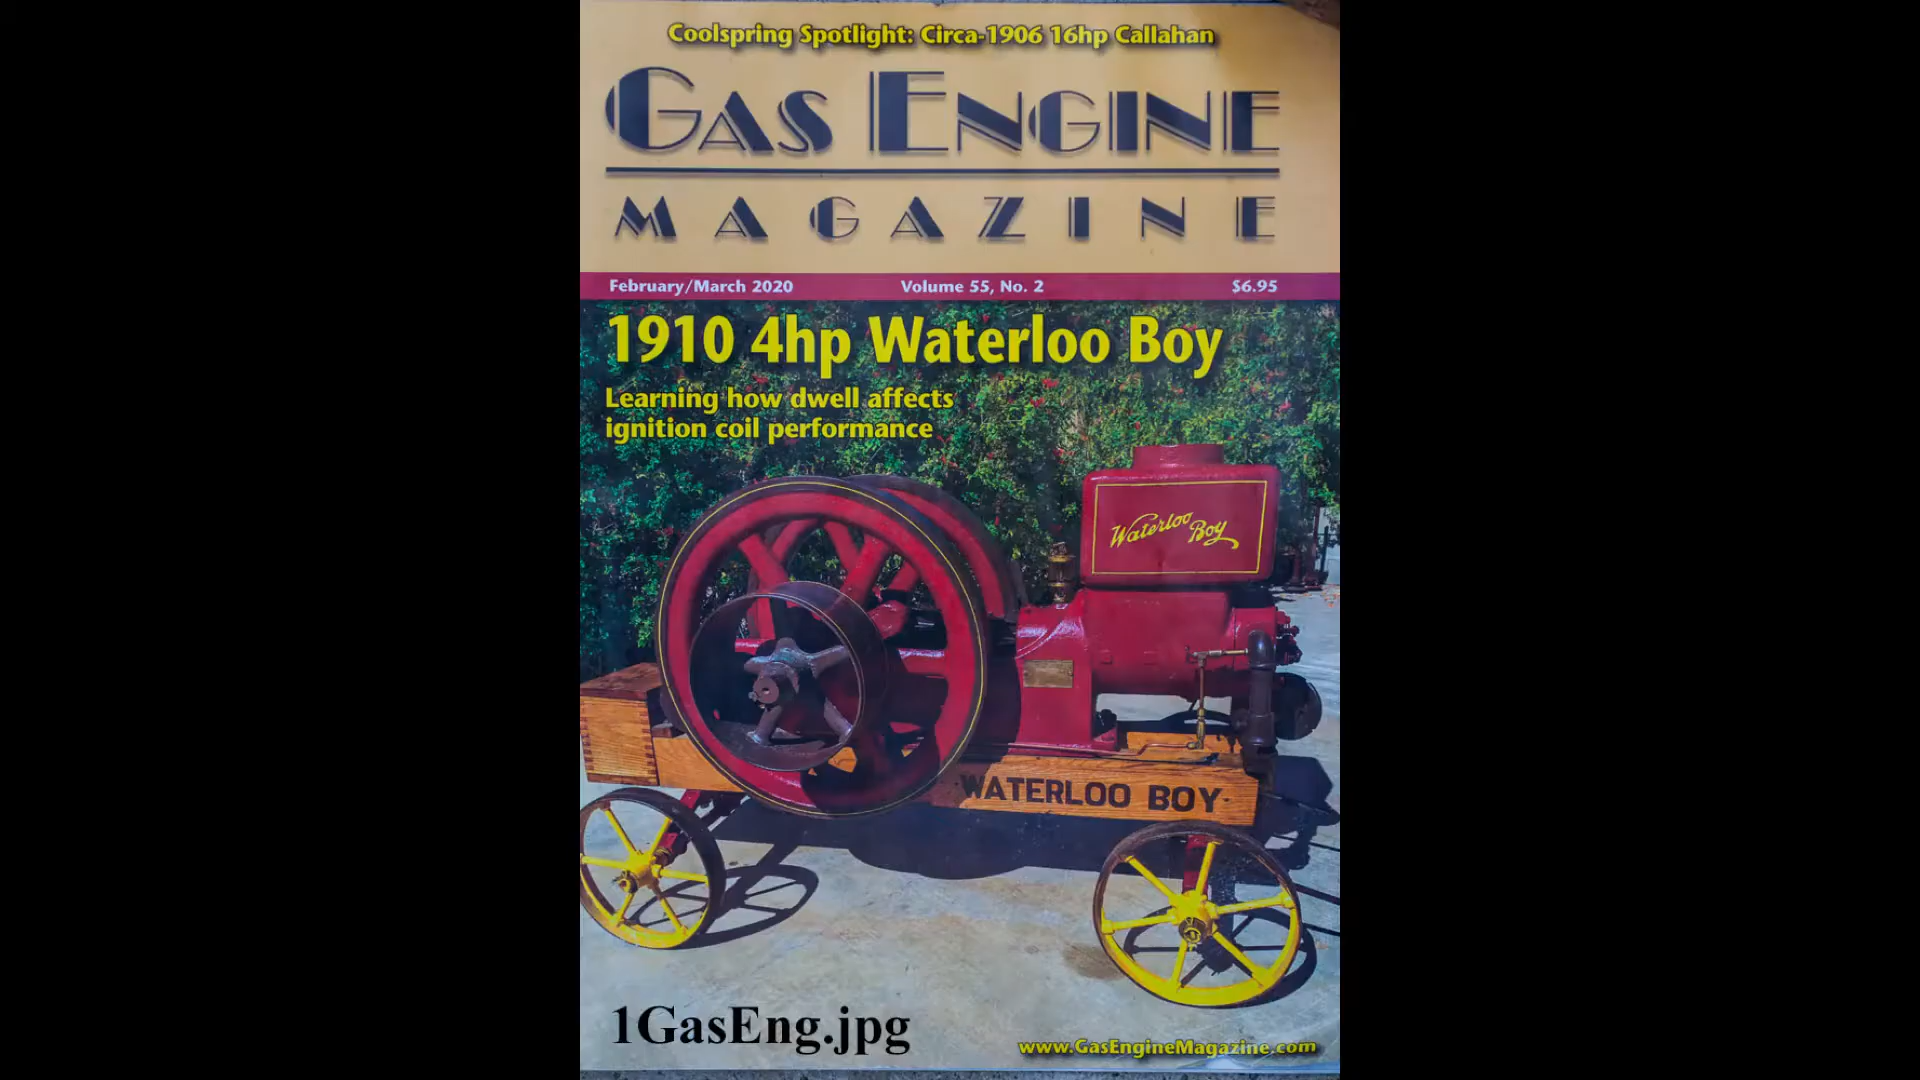 Coolspring Spotlight: Circa-1906 16hp Callahan
GAS ENGINE
MAGAZINE
February/March 2020 Volume 55, No. 2 $6.95
1910 4hp Waterloo Boy
Learning how dwell affects
ignition coil performance
Waterloo Boy
WATERLOO BOY
1GasEng.jpg
www.GasEngineMagazine.com